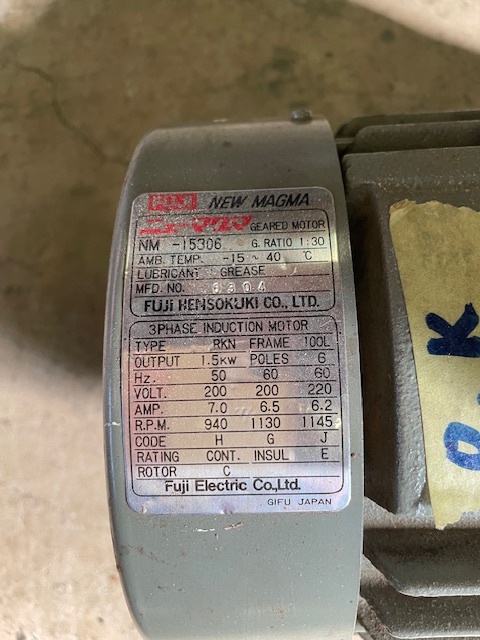 NEW MAGMA
GEARED MOTOR
NM -15306 G. RATIO 1:30
AMB. TEMP. -15 ~ 40 ℃
LUBRICANT GREASE
MFD. NO.
FUJI HENSOKUKI CO., LTD.
3PHASE INDUCTION MOTOR
TYPE RKN FRAME 100L
OUTPUT 1.5kw POLES 6
Hz. 50 60 60
VOLT. 200 200 220
AMP. 7.0 6.5 6.2
R.P.M. 940 1130 1145
CODE H G J
RATING CONT. INSUL E
ROTOR C
Fuji Electric Co., Ltd.
GIFU JAPAN
K